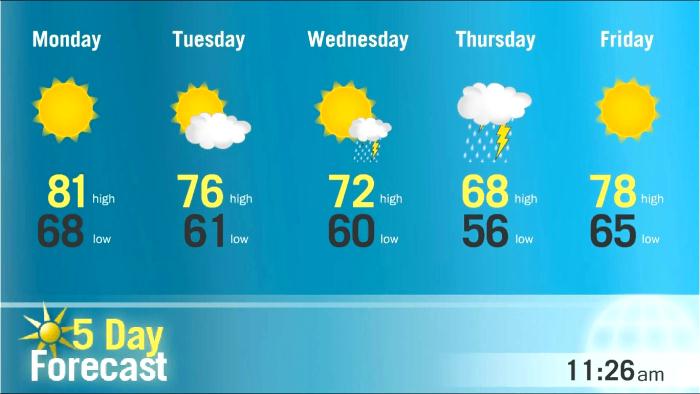 Monday Tuesday Wednesday Thursday Friday
81 high 76 high 72 high 68 high 78 high
68 low 61 low 60 low 56 low 65 low
5 Day
Forecast
11:26am